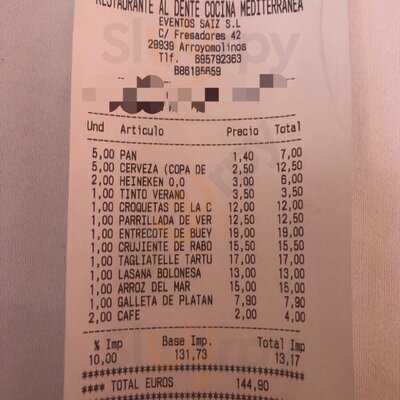 RESTAURANTE AL DENTE COCINA MEDITERRANEA
EVENTOS SAIZ S.L
C/ Fresadores 42
28939 Arroyomolinos
Tlf. 695792363
B86185659
Und Articulo Precio Total
5,00 PAN 1,40 7,00
5,00 CERVEZA (COPA DE 2,50 12,50
2,00 HEINEKEN 0,0 3,00 6,00
1,00 TINTO VERANO 3,50 3,50
1,00 CROQUETAS DE LA C 12,00 12,00
1,00 PARRILLADA DE VER 12,50 12,50
1,00 ENTRECOTE DE BUEY 19,00 19,00
1,00 CRUJIENTE DE RABO 15,50 15,50
1,00 TAGLIATELLE TARTU 17,00 17,00
1,00 LASANA BOLONESA 13,00 13,00
1,00 ARROZ DEL MAR 15,00 15,00
1,00 GALLETA DE PLATAN 7,90 7,90
2,00 CAFE 2,00 4,00
% Imp Base Imp. Total Imp
10,00 131,73 13,17
**** TOTAL EUROS 144,90